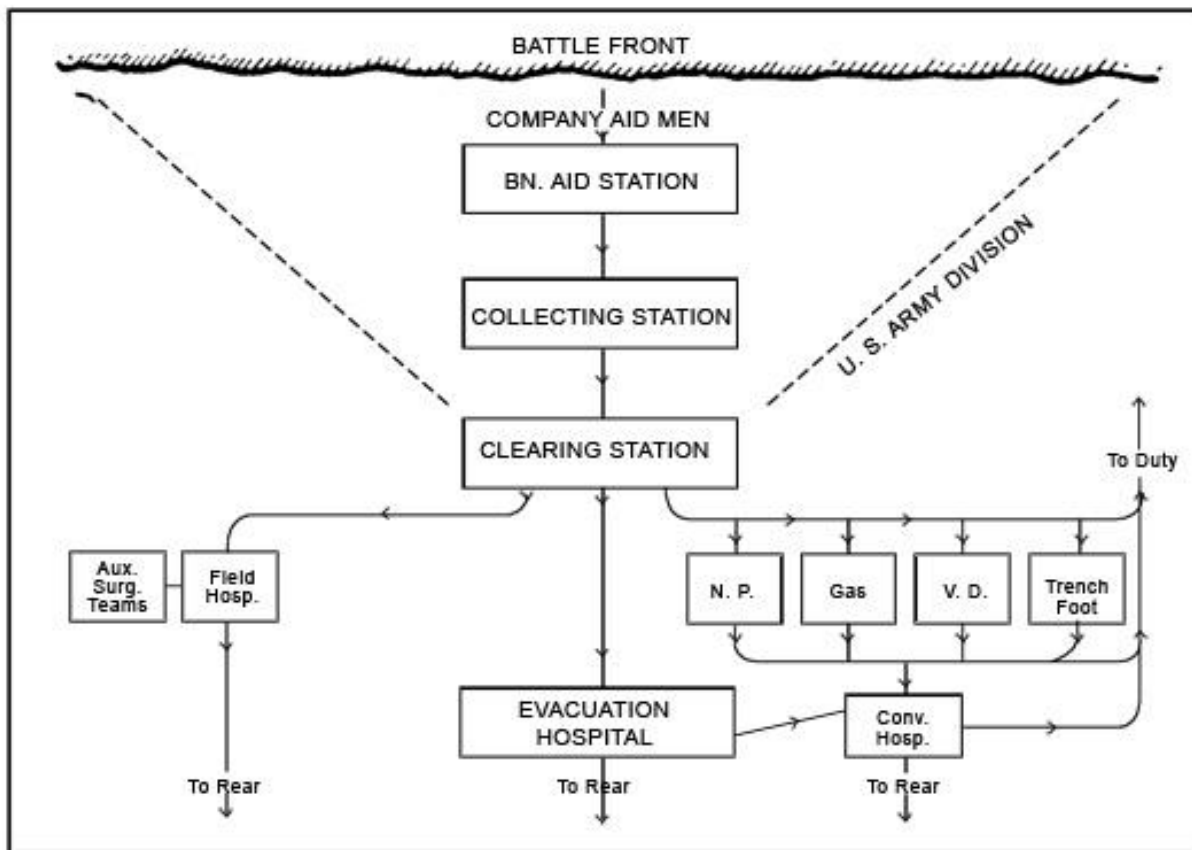 BATTLE FRONT
COMPANY AID MEN
BN. AID STATION
COLLECTING STATION
U. S. ARMY DIVISION
CLEARING STATION
To Duty
Aux.
Surg.
Teams
Field
Hosp.
N. P.
Gas
V. D.
Trench
Foot
EVACUATION
HOSPITAL
Conv.
Hosp.
To Rear
To Rear
To Rear